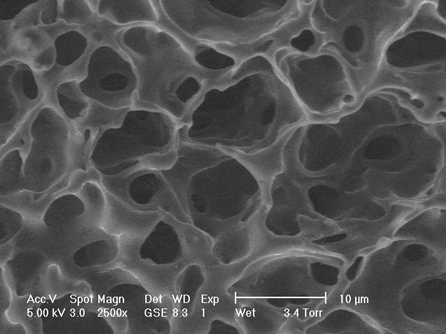 Acc.V Spot Magn Det WD Exp 10 µm
5.00 kV 3.0 2500x GSE 8.3 1 Wet 3.4 Torr